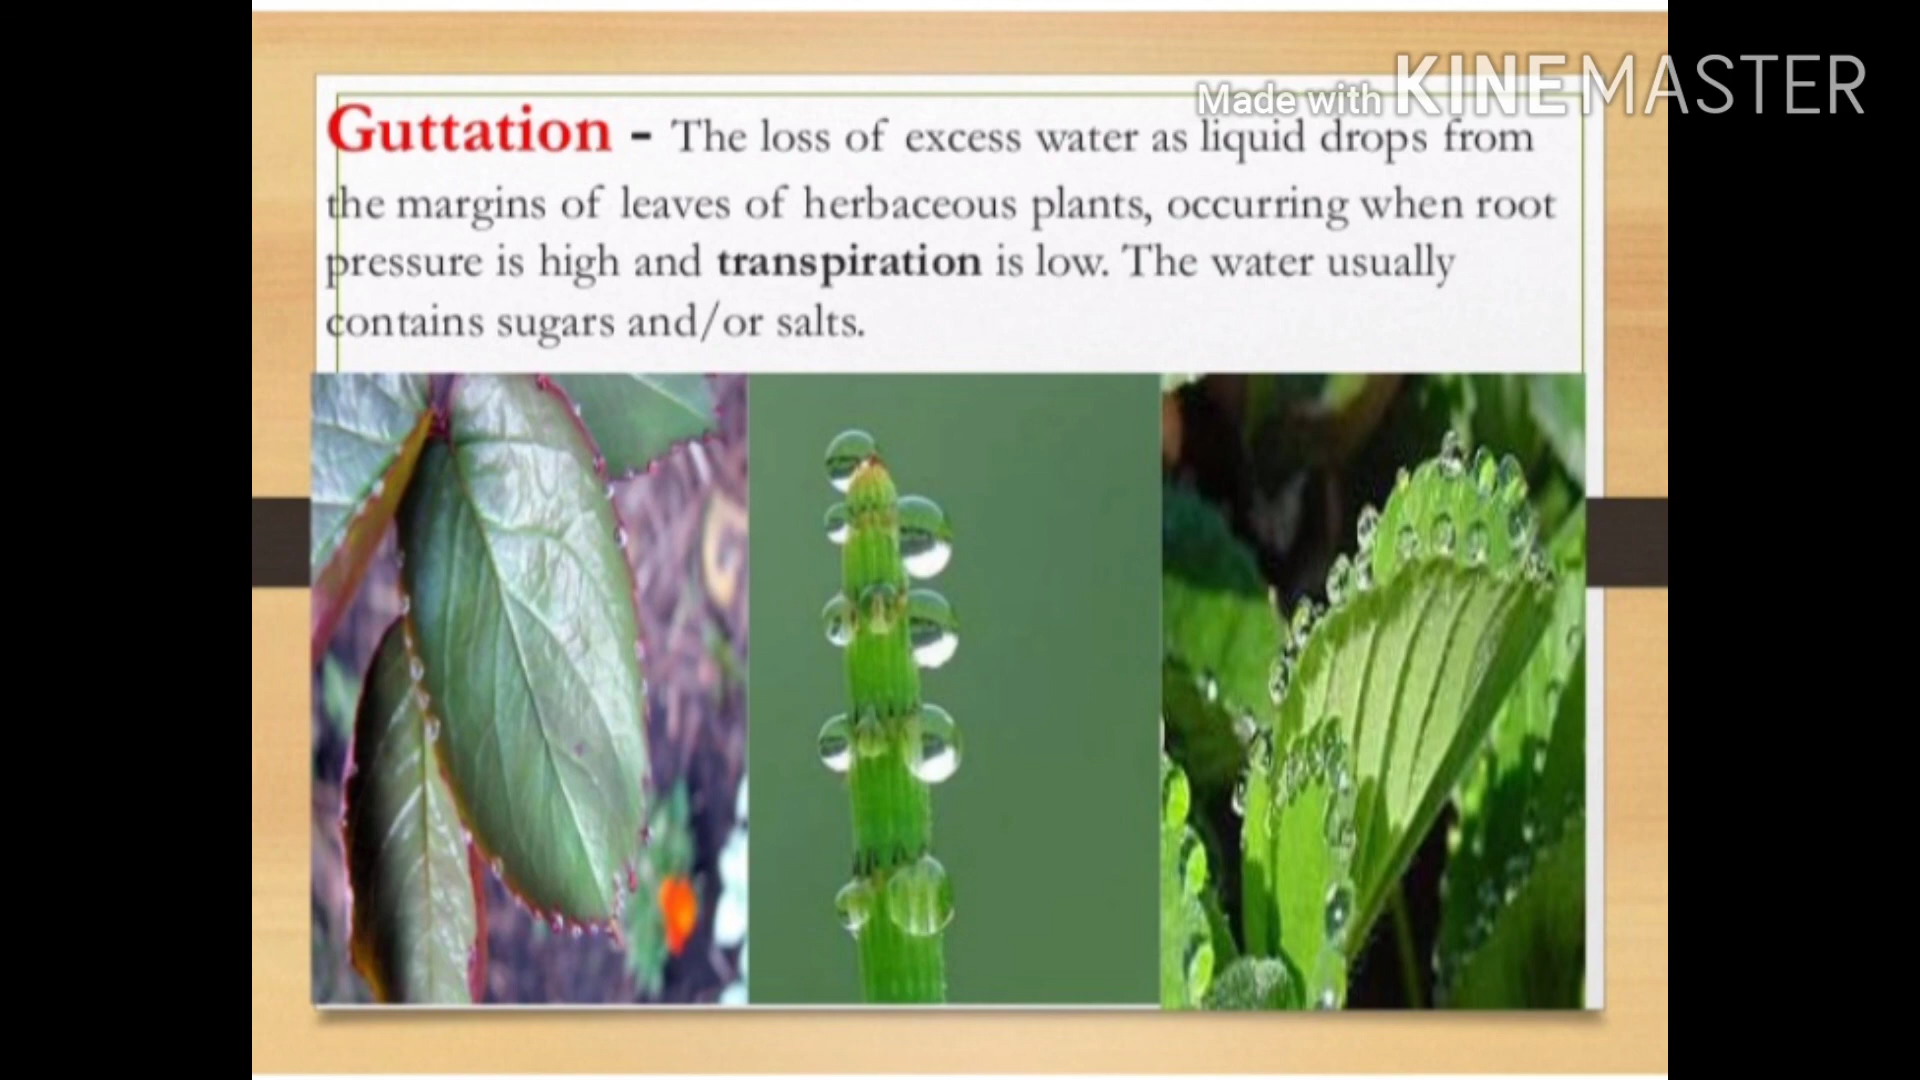 Made with KINEMASTER
Guttation - The loss of excess water as liquid drops from
the margins of leaves of herbaceous plants, occurring when root
pressure is high and transpiration is low. The water usually
contains sugars and/or salts.